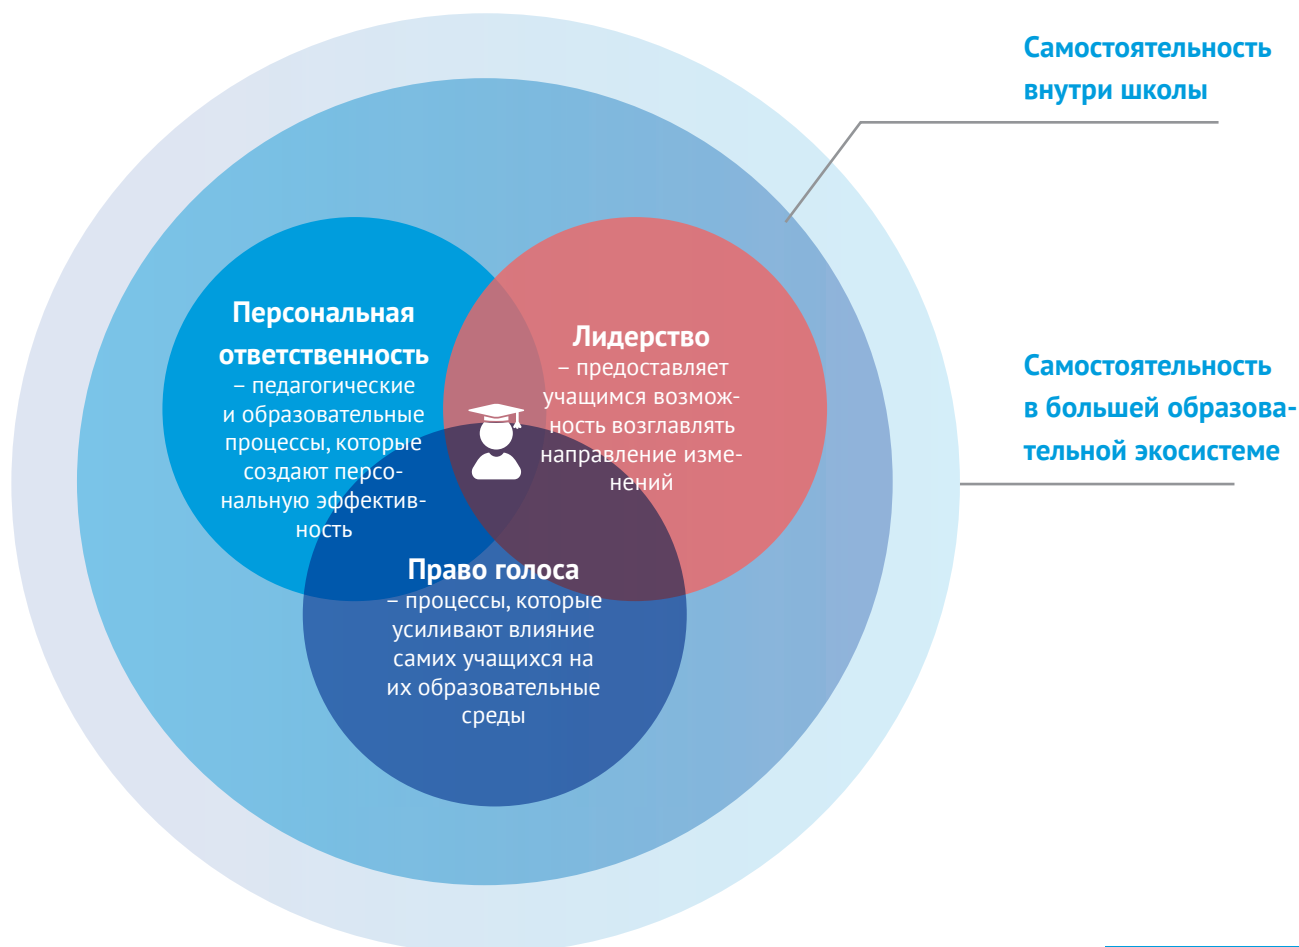 Самостоятельность
внутри школы
Персональная
ответственность
– педагогические
и образовательные
процессы, которые
создают персо-
нальную эффектив-
ность
Лидерство
– предоставляет
учащимся возмож-
ность возглавлять
направление изме-
нений
Самостоятельность
в большей образова-
тельной экосистеме
Право голоса
– процессы, которые
усиливают влияние
самих учащихся на
их образовательные
среды